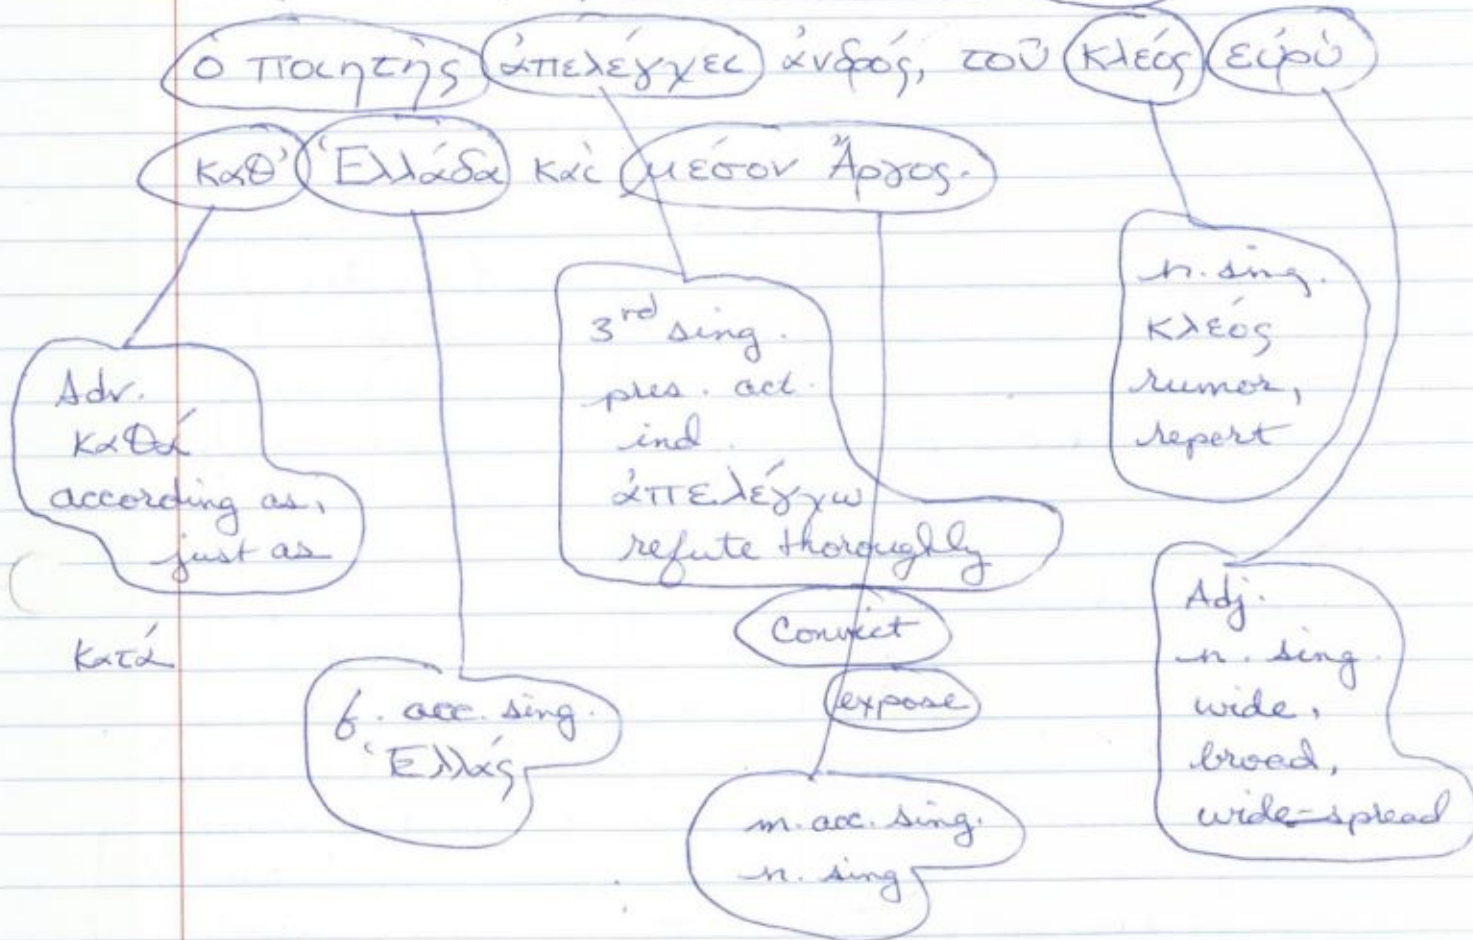 ὁ ποιητὴς ἀπελέγχει ἀνδρός, τοῦ κλεός εὐρὺ
καθ' Ἑλλάδα καὶ μέσον Ἄργος.
Adv.
καθά
according as,
just as
κατά
f. acc. sing.
Ἑλλάς
3rd sing.
pres. act.
ind.
ἀπελέγχω
refute thoroughly
Convict
expose
m. acc. sing.
n. sing
n. sing.
κλεός
rumor,
report
Adj.
n. sing.
wide,
broad,
wide-spread